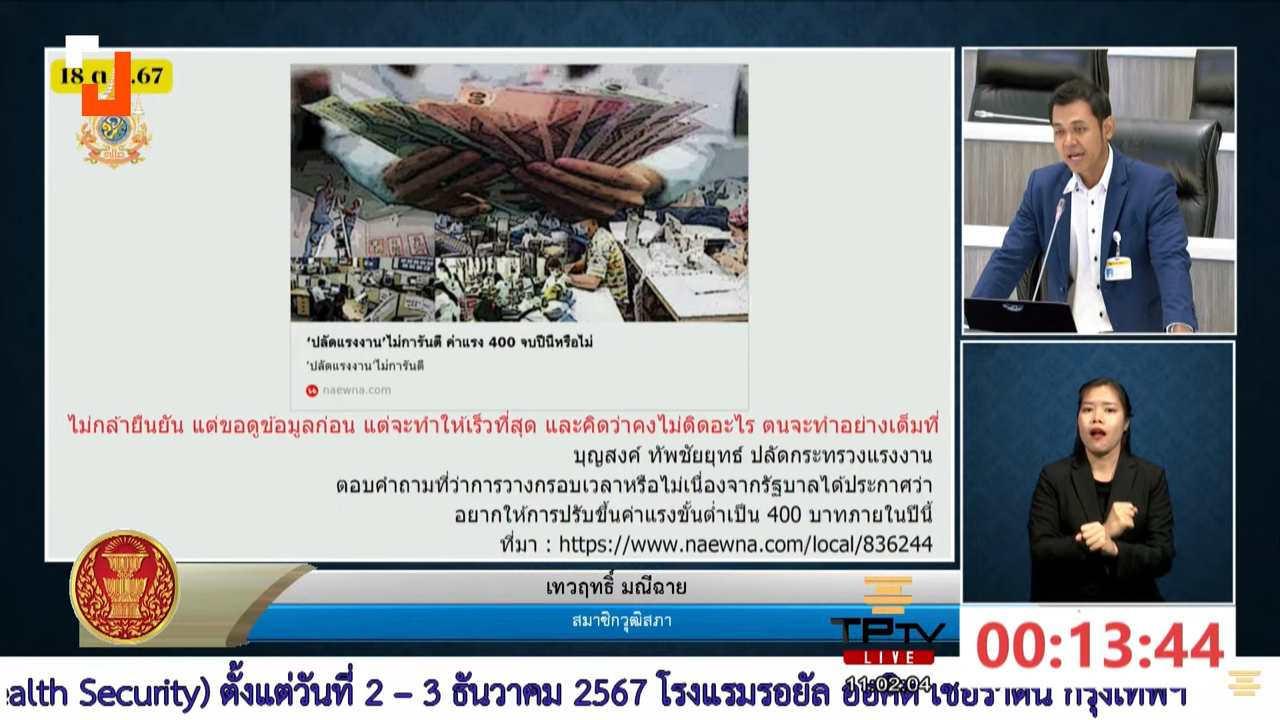 18 ต .67
‘ปลัดแรงงาน’ไม่การันตี ค่าแรง 400 จบปีนี้หรือไม่
‘ปลัดแรงงาน’ไม่การันตี
naewna.com
ไม่กล้ายืนยัน แต่ขอดูข้อมูลก่อน แต่จะทำให้เร็วที่สุด และคิดว่าคงไม่ติดอะไร ตนจะทำอย่างเต็มที่
บุญสงค์ ทัพชัยยุทธ์ ปลัดกระทรวงแรงงาน
ตอบคำถามที่ว่าการวางกรอบเวลาหรือไม่เนื่องจากรัฐบาลได้ประกาศว่า
อยากให้การปรับขึ้นค่าแรงขั้นต่ำเป็น 400 บาทภายในปีนี้
ที่มา : https://www.naewna.com/local/836244
เทวฤทธิ์ มณีฉาย
สมาชิกวุฒิสภา
TPTV
LIVE
00:13:44
11:02:04
alth Security) ตั้งแต่วันที่ 2 – 3 ธันวาคม 2567 โรงแรมรอยัล